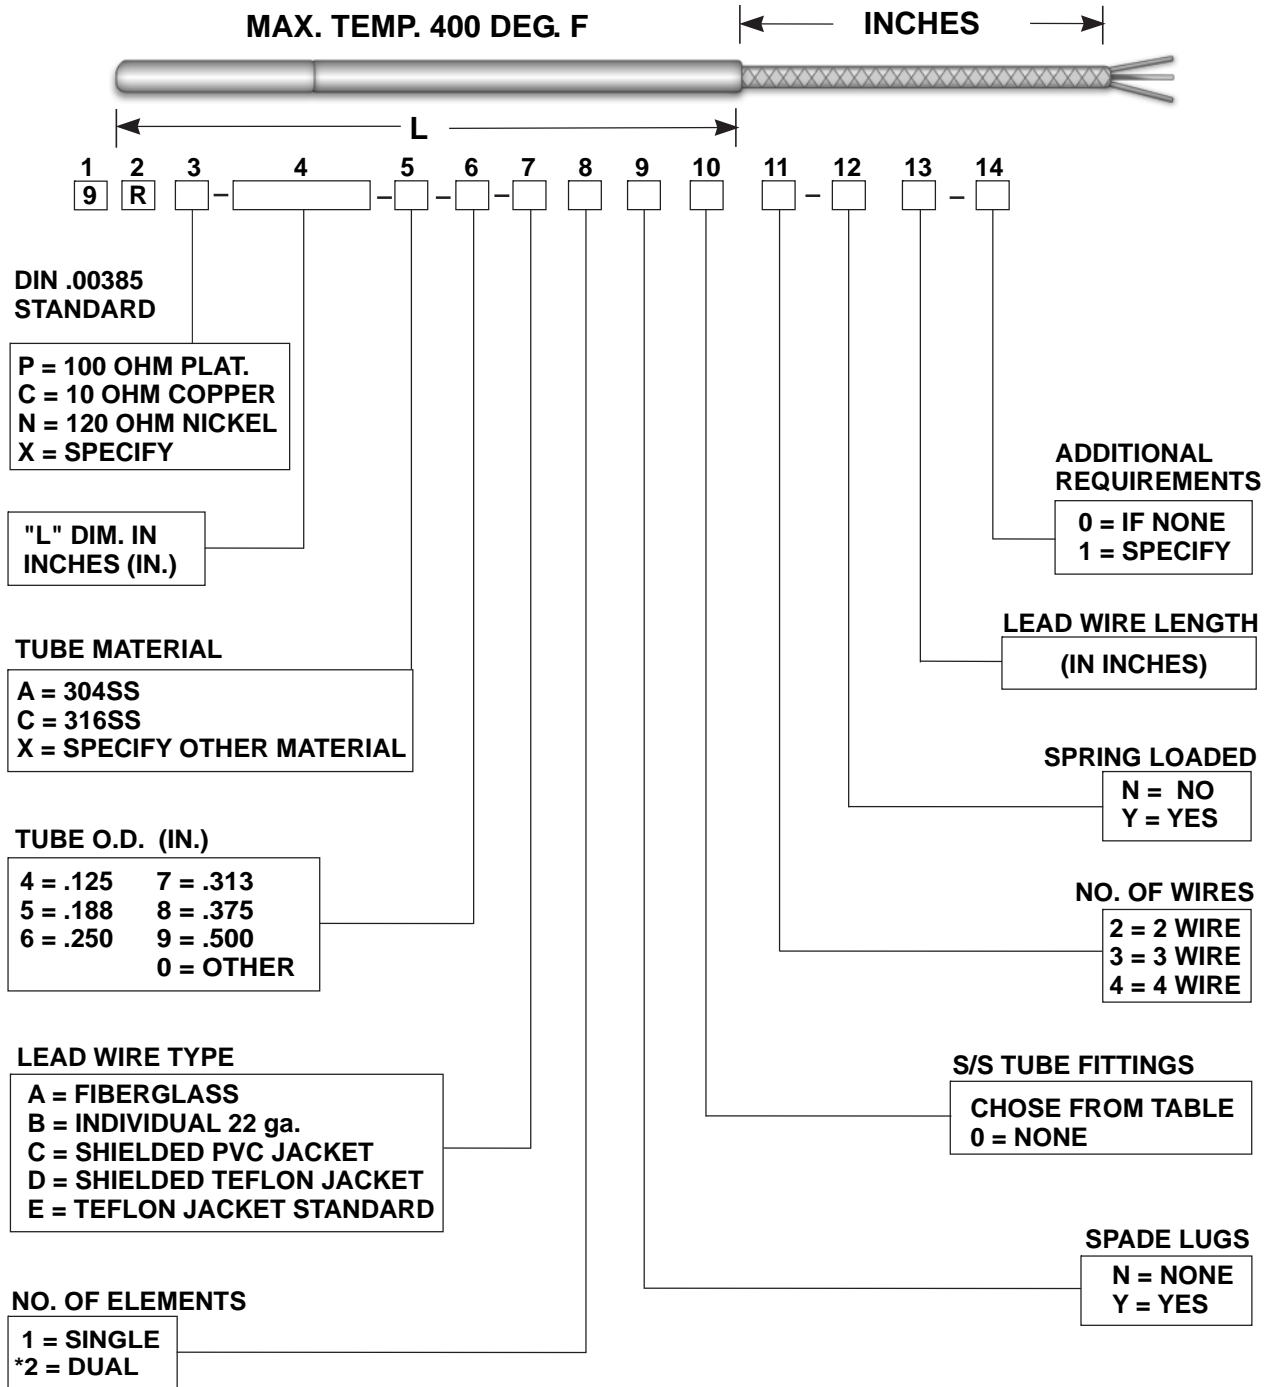 MAX. TEMP. 400 DEG. F
INCHES
L
1 2 3 4 5 6 7 8 9 10 11 12 13 14
9 R – – – – – –
DIN .00385
STANDARD
P = 100 OHM PLAT.
C = 10 OHM COPPER
N = 120 OHM NICKEL
X = SPECIFY
"L" DIM. IN
INCHES (IN.)
TUBE MATERIAL
A = 304SS
C = 316SS
X = SPECIFY OTHER MATERIAL
TUBE O.D. (IN.)
4 = .125 7 = .313
5 = .188 8 = .375
6 = .250 9 = .500
0 = OTHER
LEAD WIRE TYPE
A = FIBERGLASS
B = INDIVIDUAL 22 ga.
C = SHIELDED PVC JACKET
D = SHIELDED TEFLON JACKET
E = TEFLON JACKET STANDARD
NO. OF ELEMENTS
1 = SINGLE
*2 = DUAL
ADDITIONAL
REQUIREMENTS
0 = IF NONE
1 = SPECIFY
LEAD WIRE LENGTH
(IN INCHES)
SPRING LOADED
N = NO
Y = YES
NO. OF WIRES
2 = 2 WIRE
3 = 3 WIRE
4 = 4 WIRE
S/S TUBE FITTINGS
CHOSE FROM TABLE
0 = NONE
SPADE LUGS
N = NONE
Y = YES